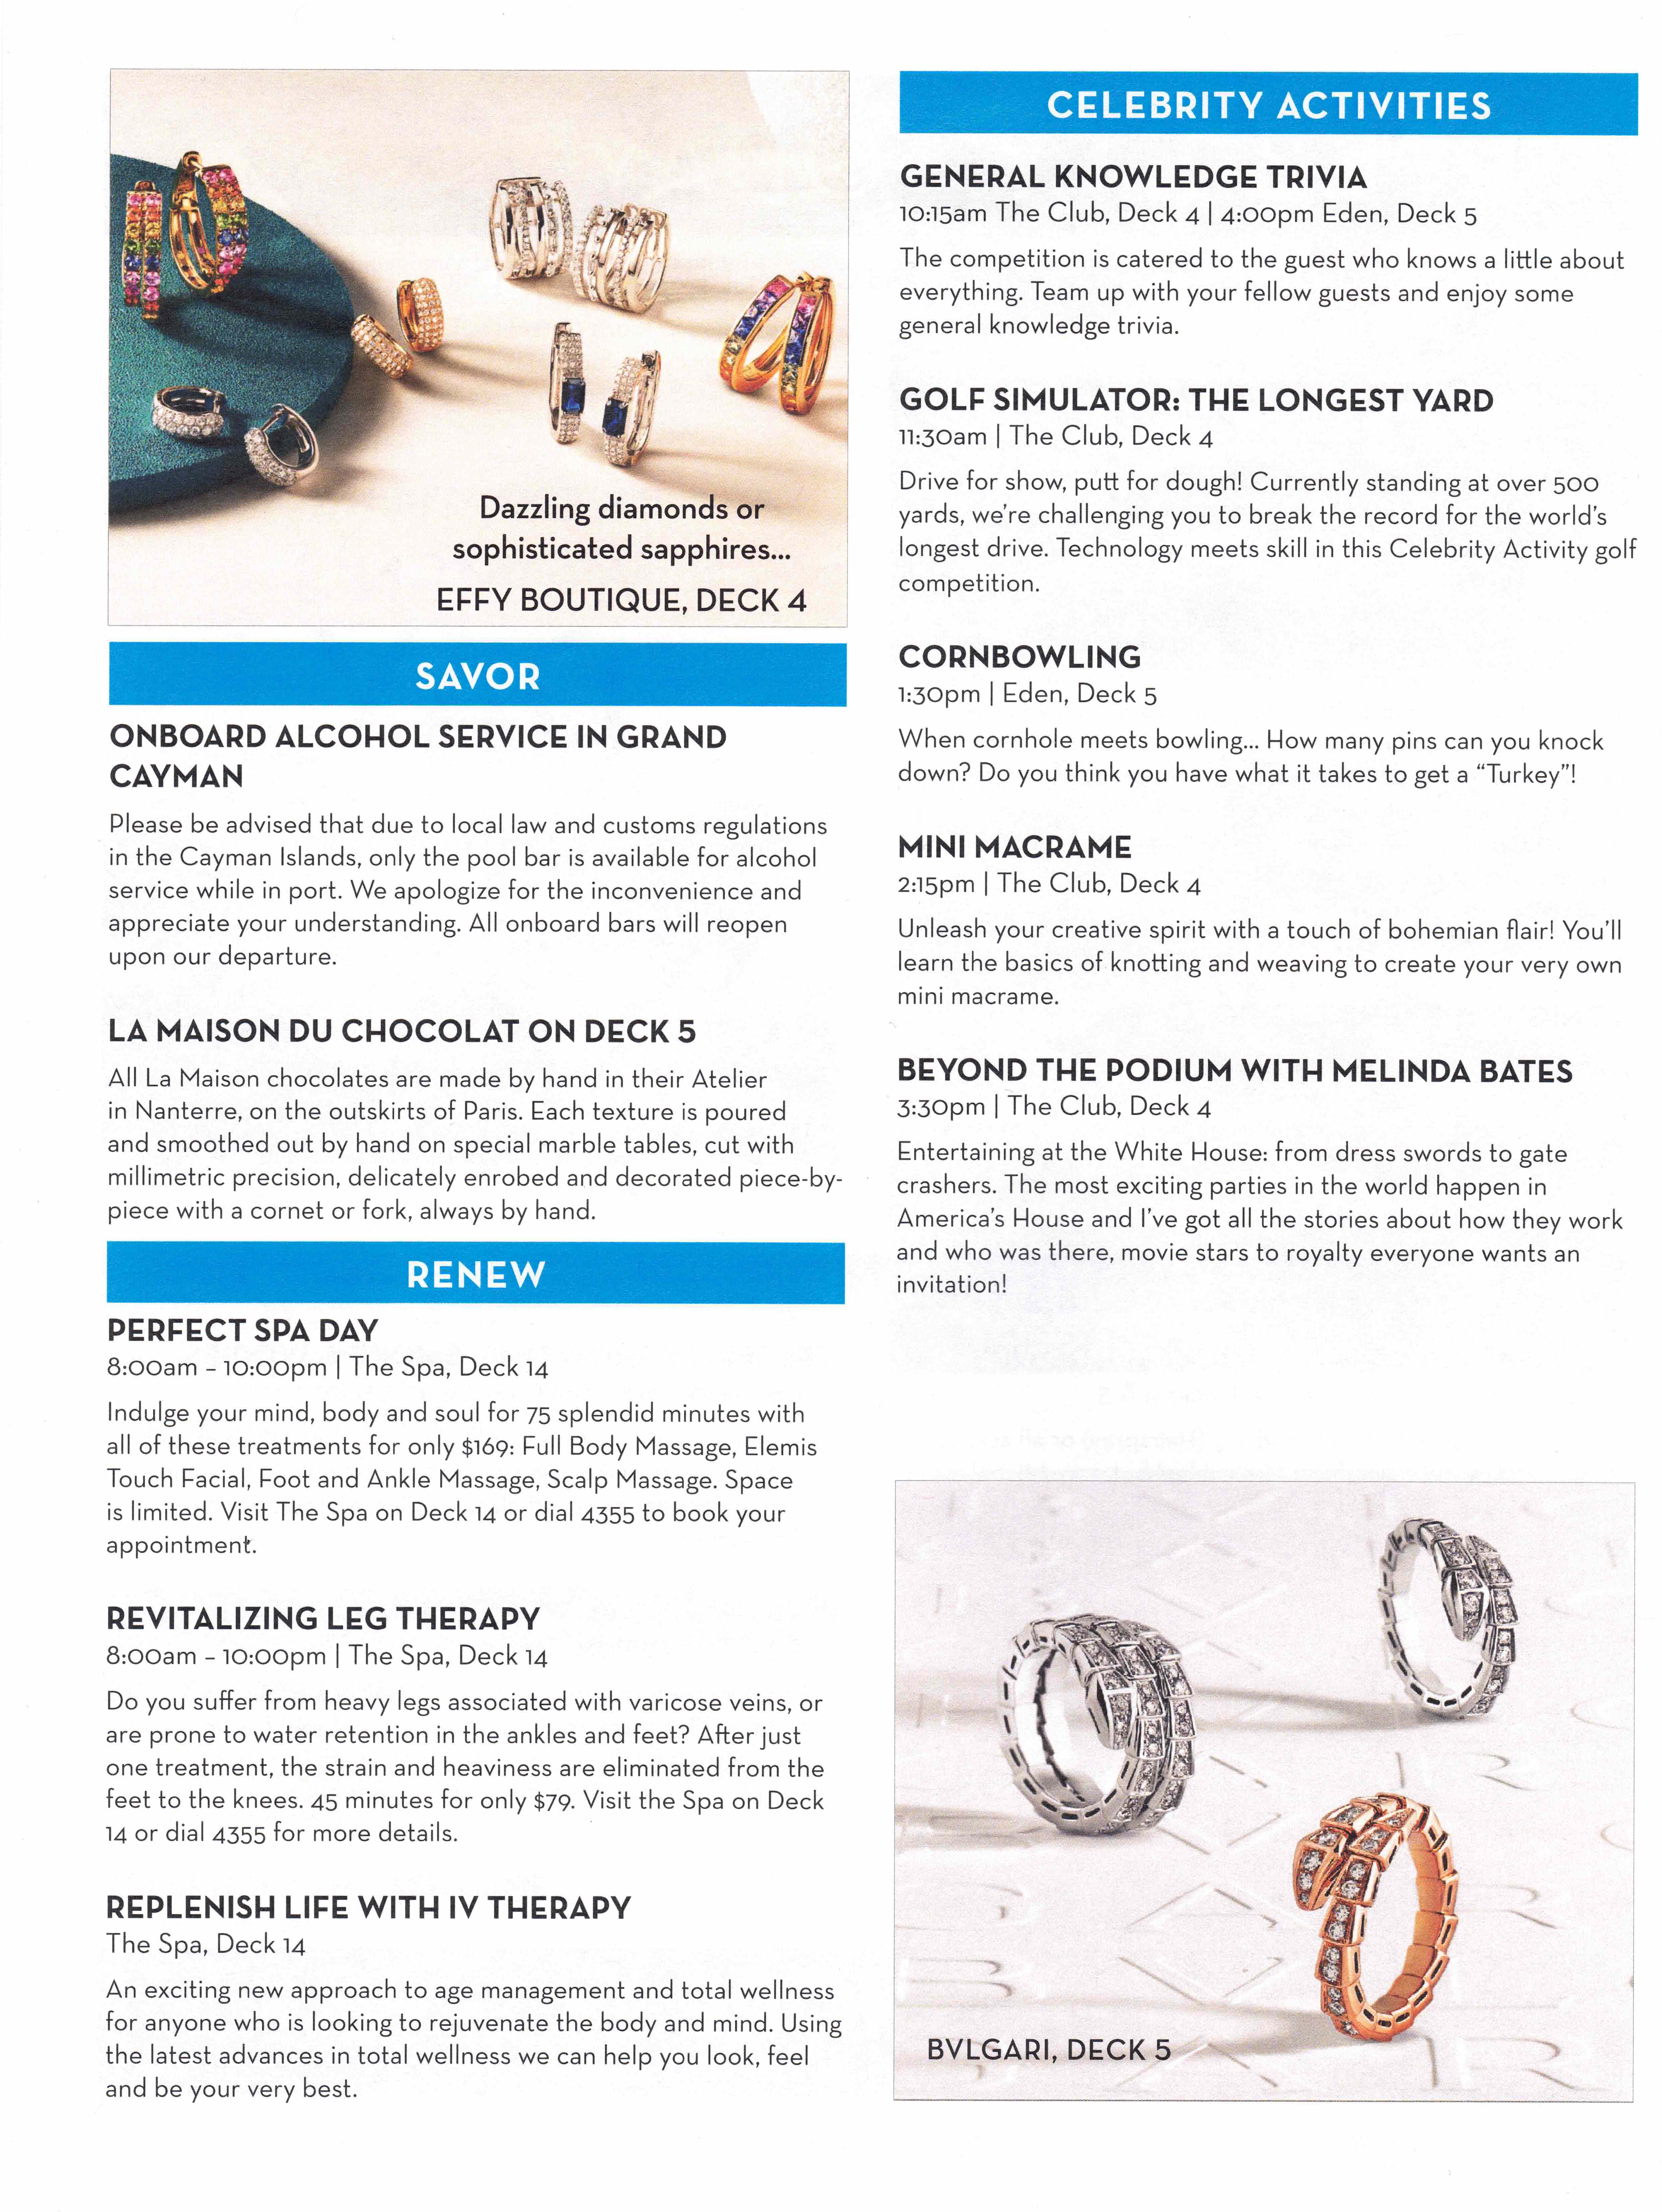 Dazzling diamonds or
sophisticated sapphires...
EFFY BOUTIQUE, DECK 4
SAVOR
ONBOARD ALCOHOL SERVICE IN GRAND
CAYMAN
Please be advised that due to local law and customs regulations
in the Cayman Islands, only the pool bar is available for alcohol
service while in port. We apologize for the inconvenience and
appreciate your understanding. All onboard bars will reopen
upon our departure.
LA MAISON DU CHOCOLAT ON DECK 5
All La Maison chocolates are made by hand in their Atelier
in Nanterre, on the outskirts of Paris. Each texture is poured
and smoothed out by hand on special marble tables, cut with
millimetric precision, delicately enrobed and decorated piece-by-
piece with a cornet or fork, always by hand.
RENEW
PERFECT SPA DAY
8:00am – 10:00pm | The Spa, Deck 14
Indulge your mind, body and soul for 75 splendid minutes with
all of these treatments for only $169: Full Body Massage, Elemis
Touch Facial, Foot and Ankle Massage, Scalp Massage. Space
is limited. Visit The Spa on Deck 14 or dial 4355 to book your
appointment.
REVITALIZING LEG THERAPY
8:00am – 10:00pm | The Spa, Deck 14
Do you suffer from heavy legs associated with varicose veins, or
are prone to water retention in the ankles and feet? After just
one treatment, the strain and heaviness are eliminated from the
feet to the knees. 45 minutes for only $79. Visit the Spa on Deck
14 or dial 4355 for more details.
REPLENISH LIFE WITH IV THERAPY
The Spa, Deck 14
An exciting new approach to age management and total wellness
for anyone who is looking to rejuvenate the body and mind. Using
the latest advances in total wellness we can help you look, feel
and be your very best.
CELEBRITY ACTIVITIES
GENERAL KNOWLEDGE TRIVIA
10:15am The Club, Deck 4 | 4:00pm Eden, Deck 5
The competition is catered to the guest who knows a little about
everything. Team up with your fellow guests and enjoy some
general knowledge trivia.
GOLF SIMULATOR: THE LONGEST YARD
11:30am | The Club, Deck 4
Drive for show, putt for dough! Currently standing at over 500
yards, we're challenging you to break the record for the world's
longest drive. Technology meets skill in this Celebrity Activity golf
competition.
CORNBOWLING
1:30pm | Eden, Deck 5
When cornhole meets bowling... How many pins can you knock
down? Do you think you have what it takes to get a “Turkey”!
MINI MACRAME
2:15pm | The Club, Deck 4
Unleash your creative spirit with a touch of bohemian flair! You'll
learn the basics of knotting and weaving to create your very own
mini macrame.
BEYOND THE PODIUM WITH MELINDA BATES
3:30pm | The Club, Deck 4
Entertaining at the White House: from dress swords to gate
crashers. The most exciting parties in the world happen in
America's House and I've got all the stories about how they work
and who was there, movie stars to royalty everyone wants an
invitation!
BVLGARI, DECK 5